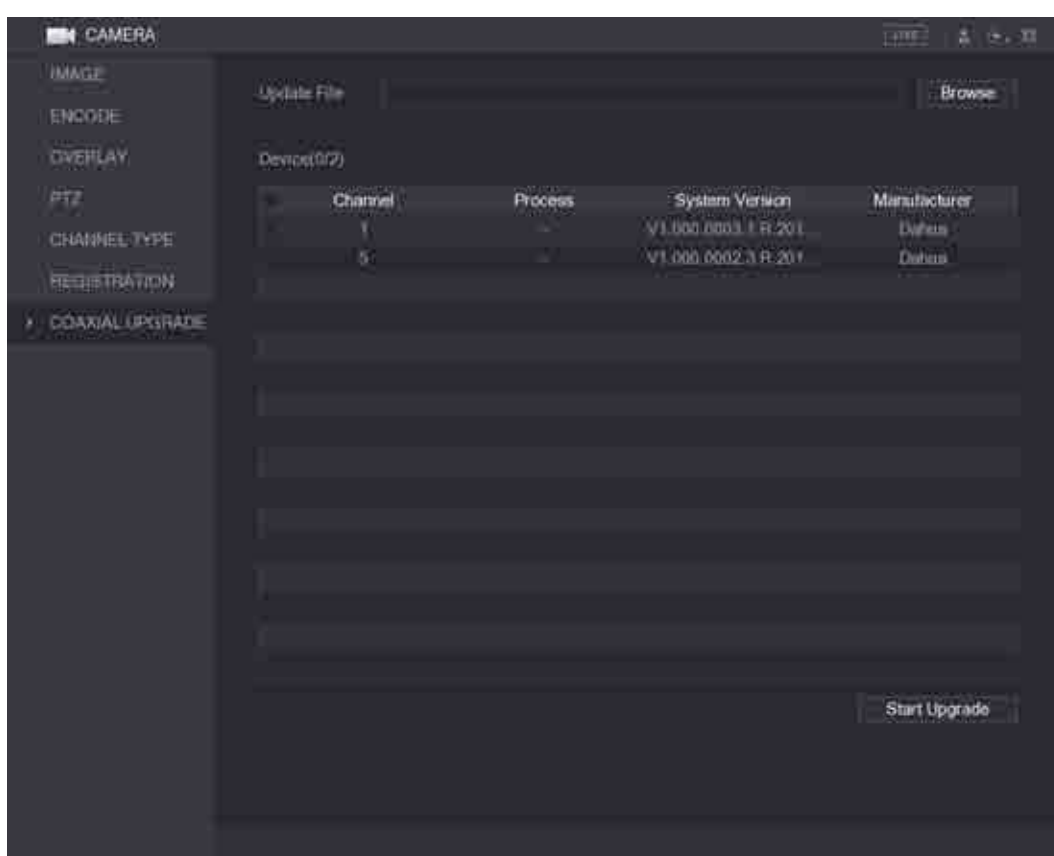 CAMERA LIVE
IMAGE
Update File Browse
ENCODE
OVERLAY
Device(0/2)
PTZ
Channel Process System Version Manufacturer
1 -- V1.000.0003.1.R.201...
CHANNEL TYPE
5 -- V1.000.0002.3.R.201...
Dahua
Dahua
REGISTRATION
COAXIAL UPGRADE
Start Upgrade